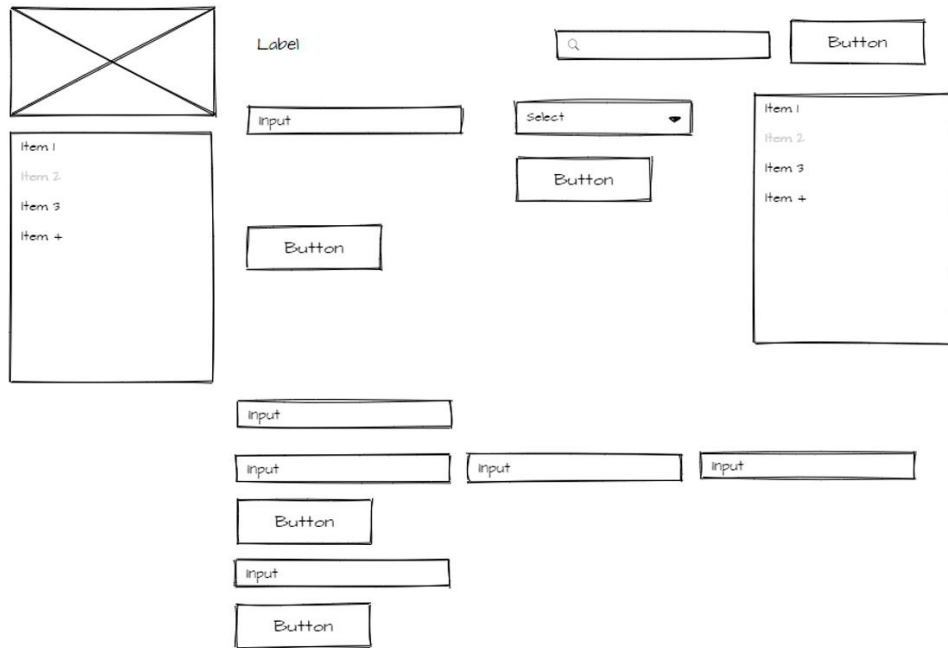 Label
Button
Input
Select
Item 1
Item 2
Item 3
Item 4
Button
Item 1
Item 2
Item 3
Item 4
Button
Input
Input
Input
Input
Button
Input
Button